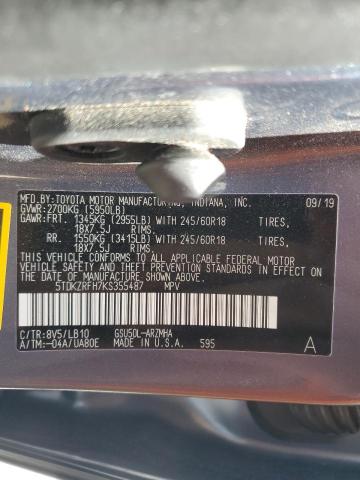 MFD.BY:TOYOTA MOTOR MANUFACTURING, INDIANA, INC. 09/19
GVWR:2700KG (5950LB)
GAWR:FRT. 1345KG (2955LB) WITH 245/60R18 TIRES,
18X7.5J RIMS.
RR. 1550KG (3415LB) WITH 245/60R18 TIRES,
18X7.5J RIMS.
THIS VEHICLE CONFORMS TO ALL APPLICABLE FEDERAL
MOTOR VEHICLE SAFETY, BUMPER, AND THEFT PREVENTION
STANDARDS IN EFFECT ON THE DATE OF MANUFACTURE SHOWN ABOVE.
5TDKZRFH7KS355487 MPV
C/TR:8V5/LB10 GSU50L-ARZMHA
A/TM:-04A/UA80E MADE IN U.S.A. 595 A